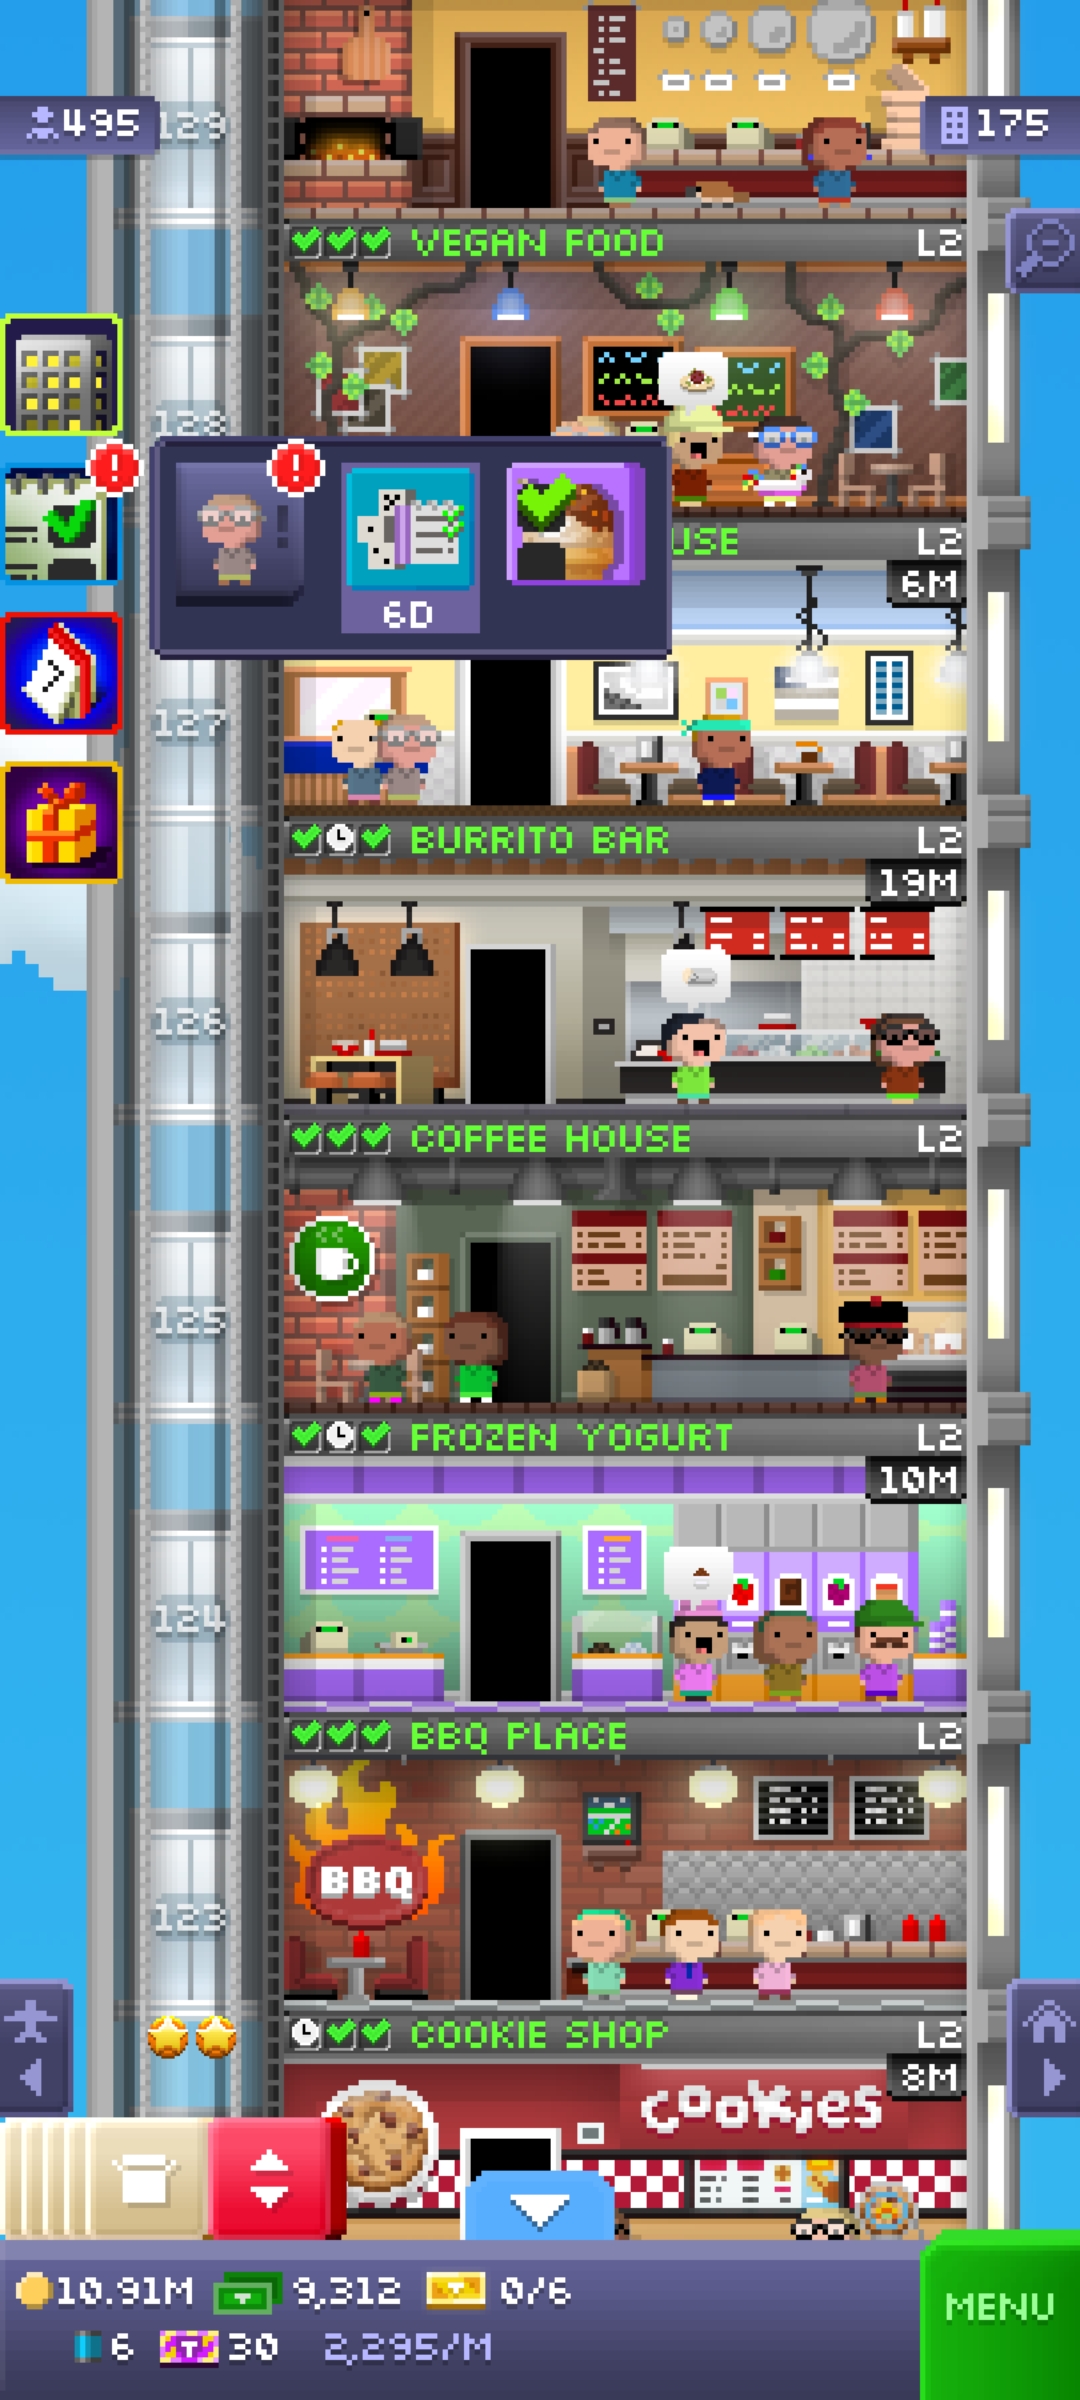 495
129
175
VEGAN FOOD
L2
128
6D
USE
L2
6M
127
BURRITO BAR
L2
19M
126
COFFEE HOUSE
L2
125
FROZEN YOGURT
L2
10M
124
BBQ PLACE
L2
BBQ
123
COOKIE SHOP
L2
8M
cookies
10.91M
9,312
0/6
MENU
6
T
30
2,295/M